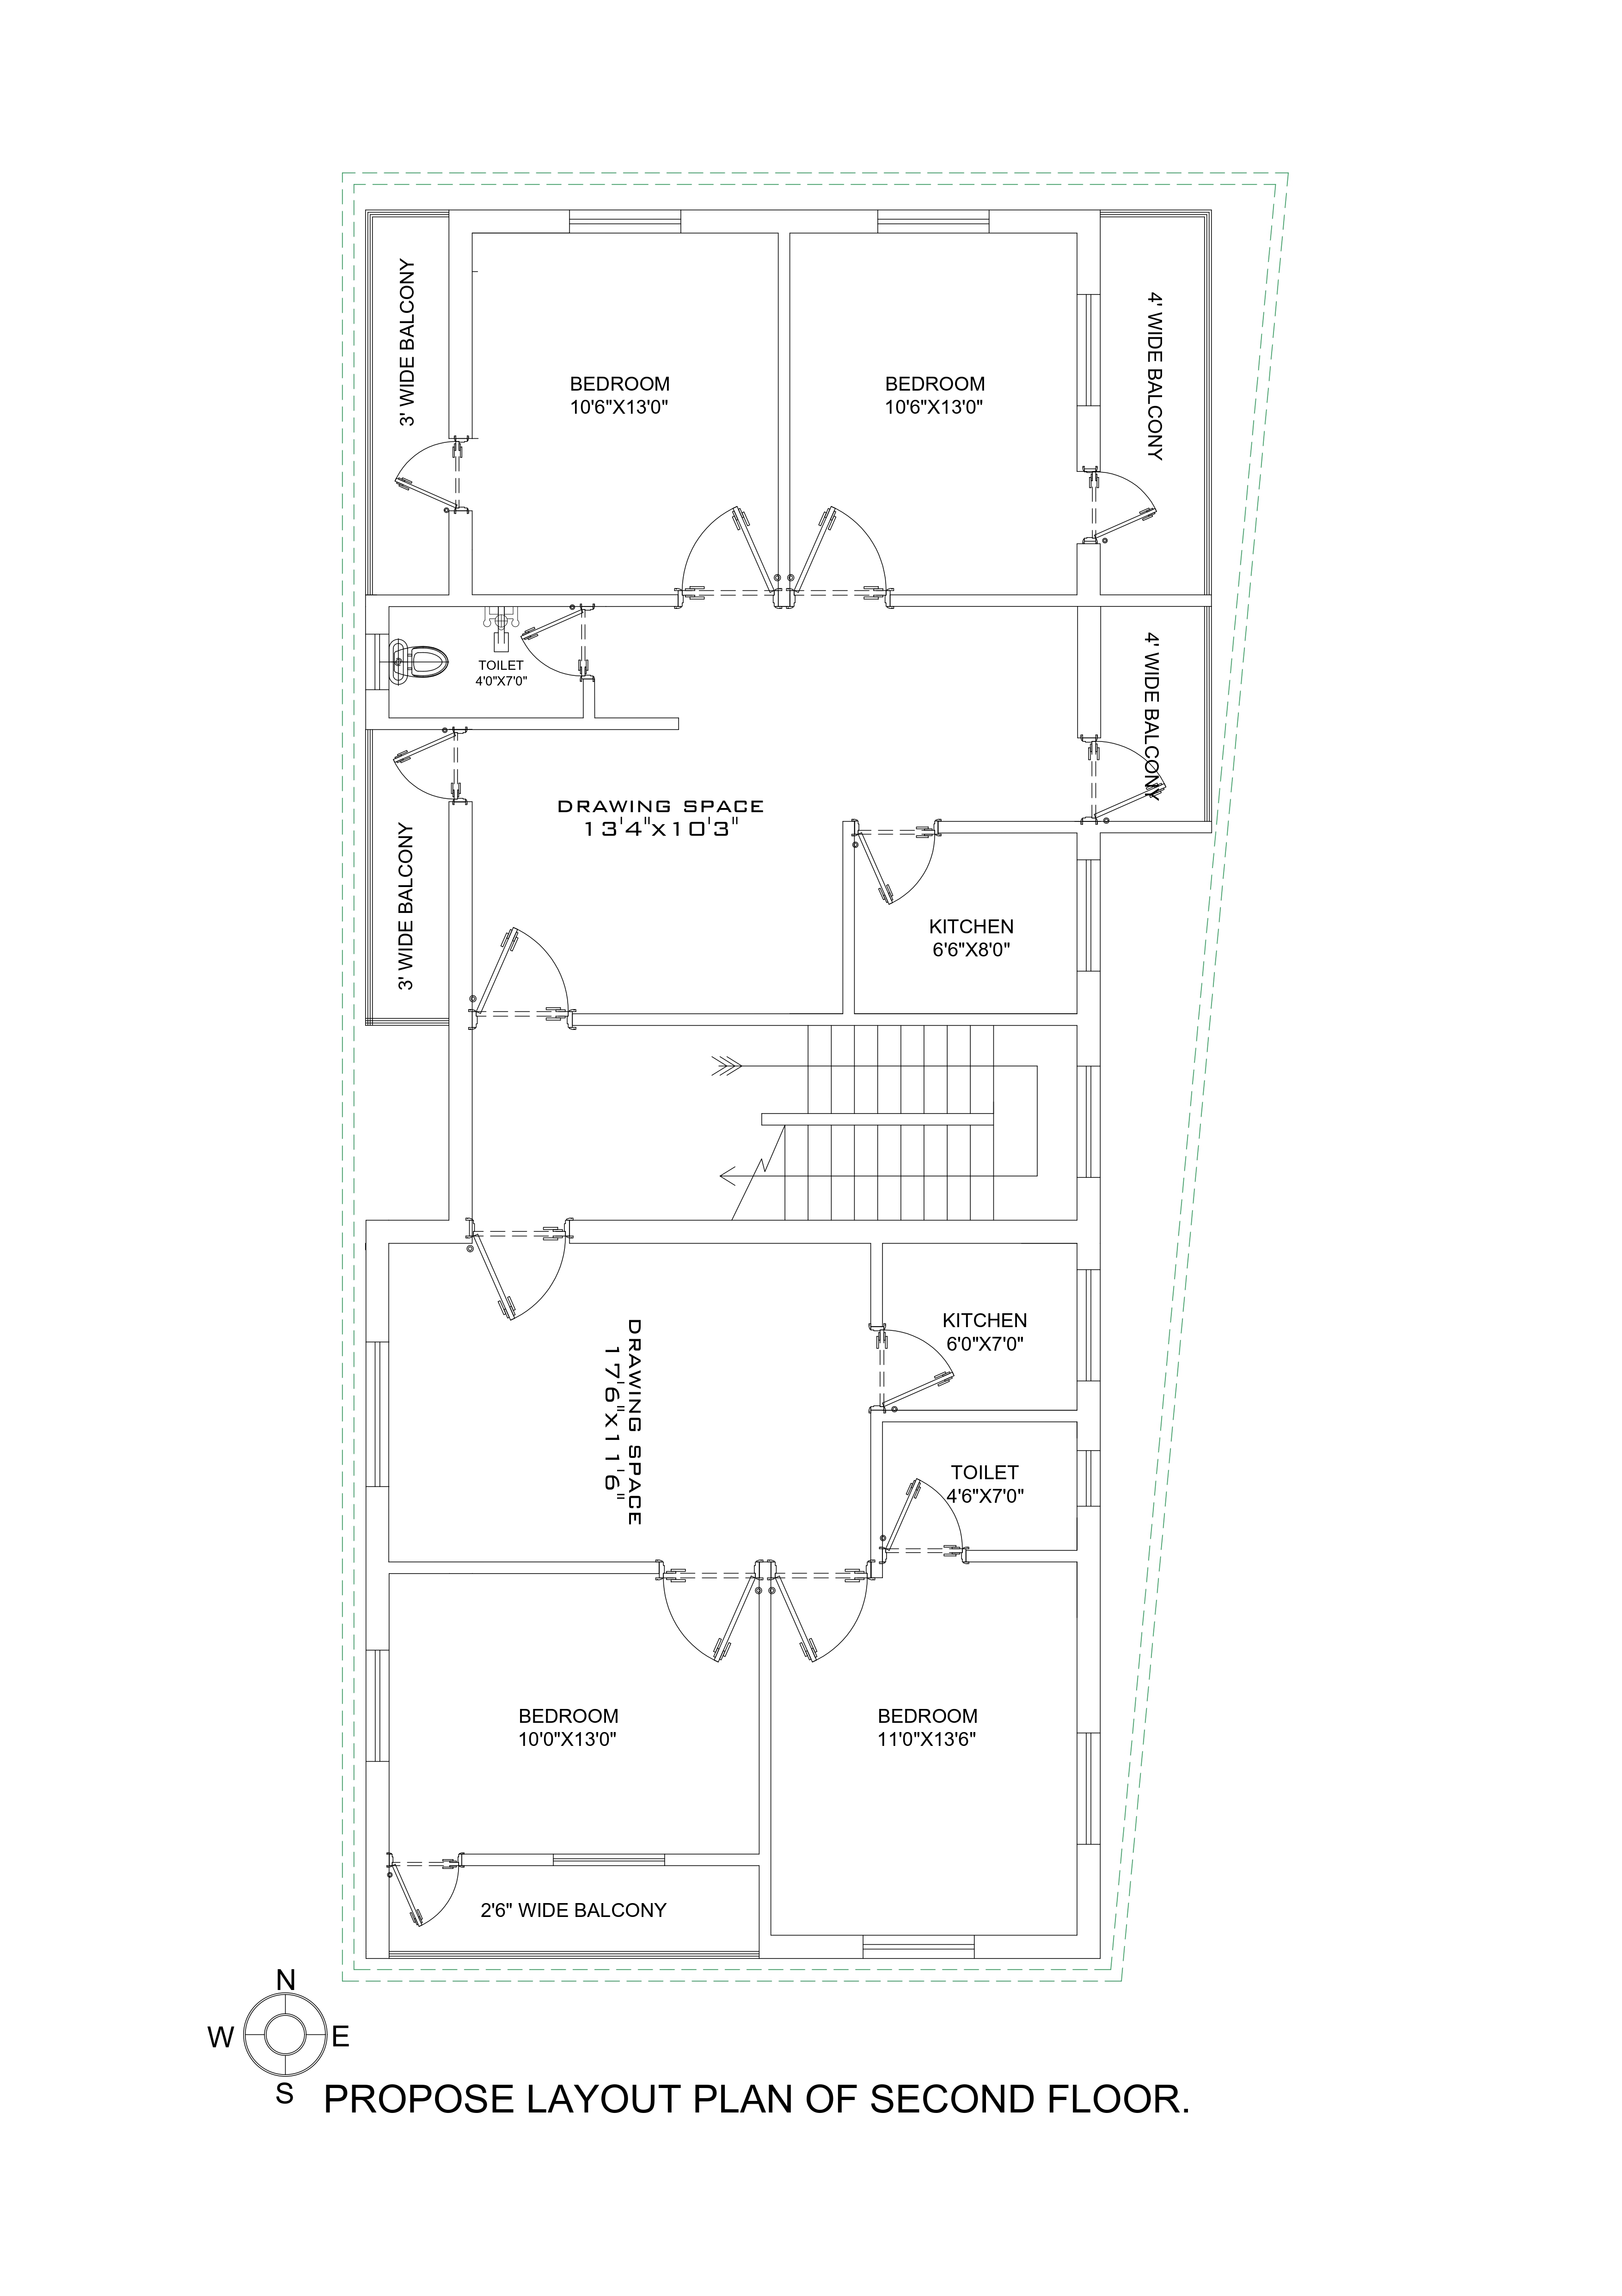 3' WIDE BALCONY
BEDROOM
10'6"X13'0"
BEDROOM
10'6"X13'0"
4' WIDE BALCONY
TOILET
4'0"X7'0"
4' WIDE BALCONY
DRAWING SPACE
13'4"x10'3"
3' WIDE BALCONY
KITCHEN
6'6"X8'0"
DRAWING SPACE
17'6"x11'6"
KITCHEN
6'0"X7'0"
TOILET
4'6"X7'0"
BEDROOM
10'0"X13'0"
BEDROOM
11'0"X13'6"
2'6" WIDE BALCONY
N
W E
S
PROPOSE LAYOUT PLAN OF SECOND FLOOR.